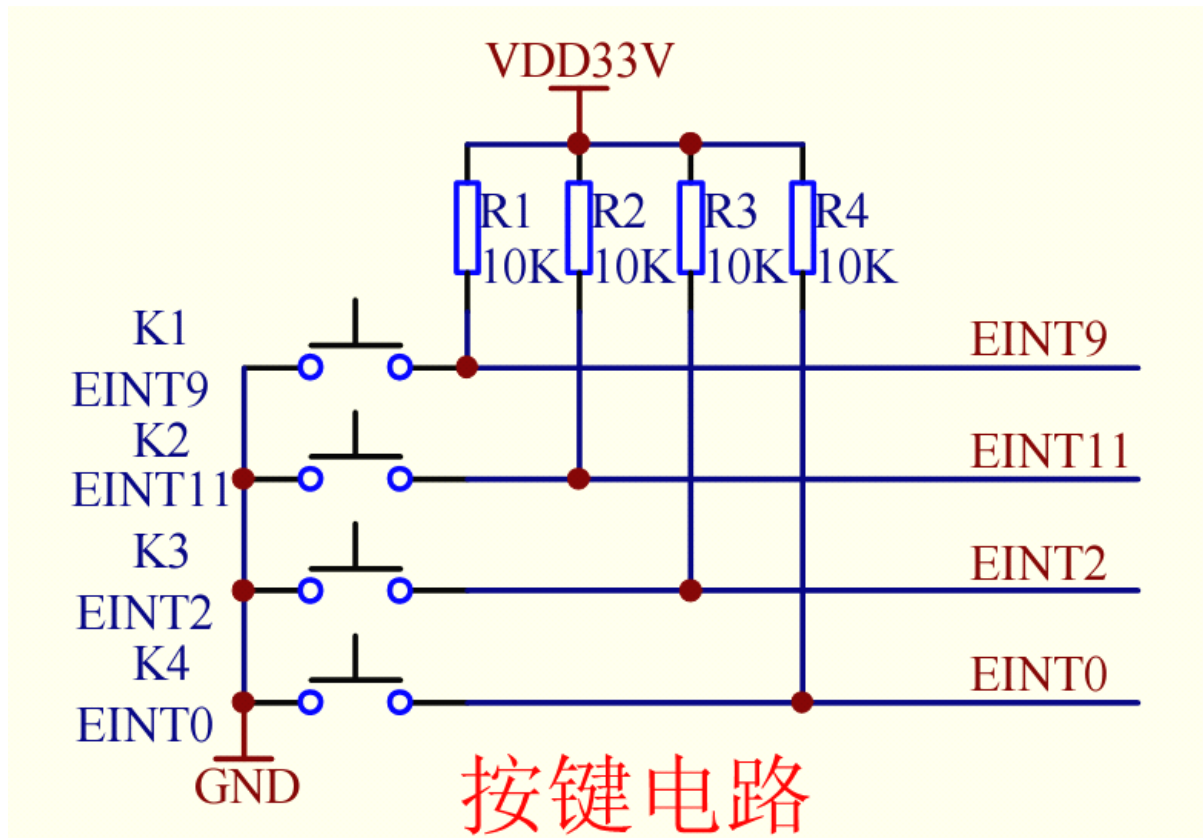 VDD33V
R1 R2 R3 R4
10K 10K 10K 10K
K1
EINT9 EINT9
K2
EINT11 EINT11
K3
EINT2 EINT2
K4
EINT0 EINT0
GND
按键电路